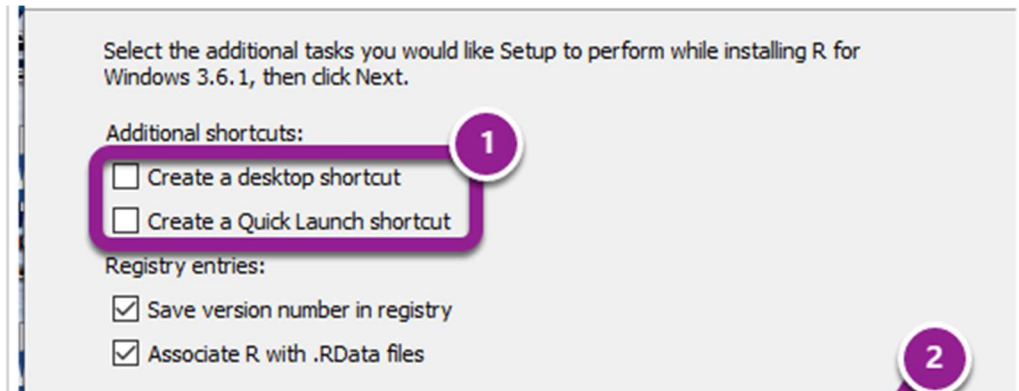 Select the additional tasks you would like Setup to perform while installing R for
Windows 3.6.1, then click Next.
Additional shortcuts:
1
Create a desktop shortcut
Create a Quick Launch shortcut
Registry entries:
Save version number in registry
Associate R with .RData files
2